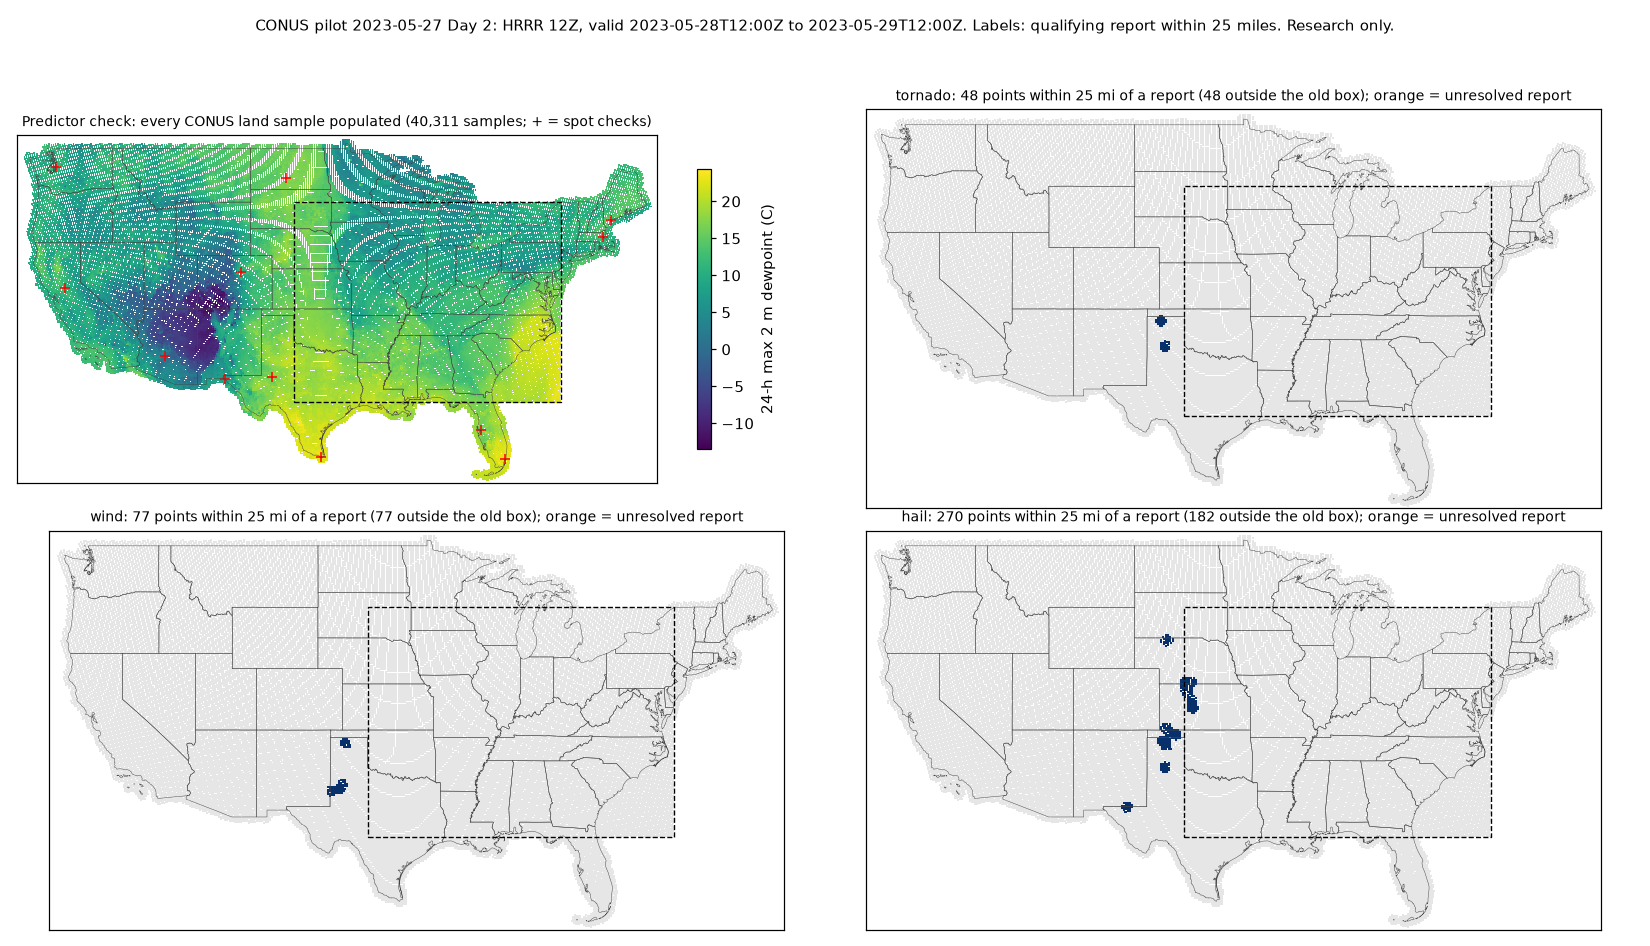 CONUS pilot 2023-05-27 Day 2: HRRR 12Z, valid 2023-05-28T12:00Z to 2023-05-29T12:00Z. Labels: qualifying report within 25 miles. Research only.
Predictor check: every CONUS land sample populated (40,311 samples; + = spot checks)
20
15
10
5
0
−5
−10
24-h max 2 m dewpoint (C)
tornado: 48 points within 25 mi of a report (48 outside the old box); orange = unresolved report
wind: 77 points within 25 mi of a report (77 outside the old box); orange = unresolved report
hail: 270 points within 25 mi of a report (182 outside the old box); orange = unresolved report